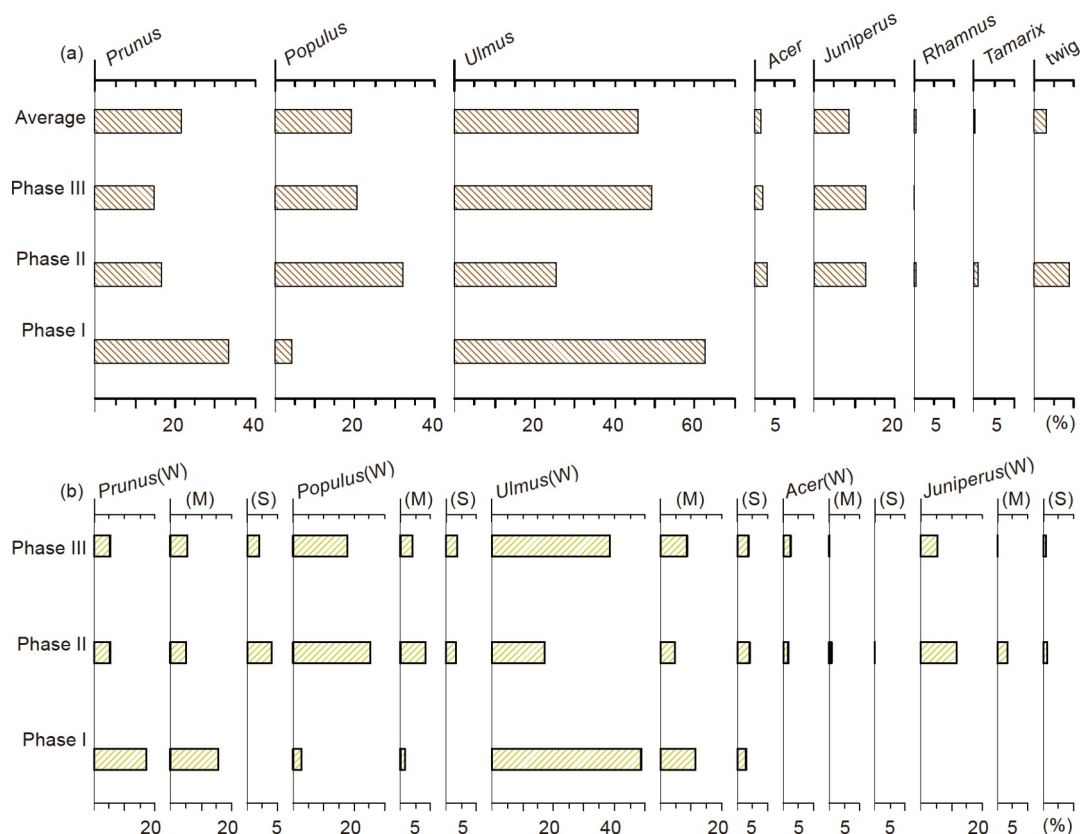 (a) Prunus Populus Ulmus Acer Juniperus Rhamnus Tamarix twig
Average
Phase III
Phase II
Phase I
20 40 20 40 20 40 60 5 20 5 5 (%)
(b) Prunus(W) (M) (S) Populus(W) (M) (S) Ulmus(W) (M) (S) Acer(W) (M) (S) Juniperus(W) (M) (S)
Phase III
Phase II
Phase I
20 20 5 20 5 5 20 40 20 5 5 5 5 20 5 (%)